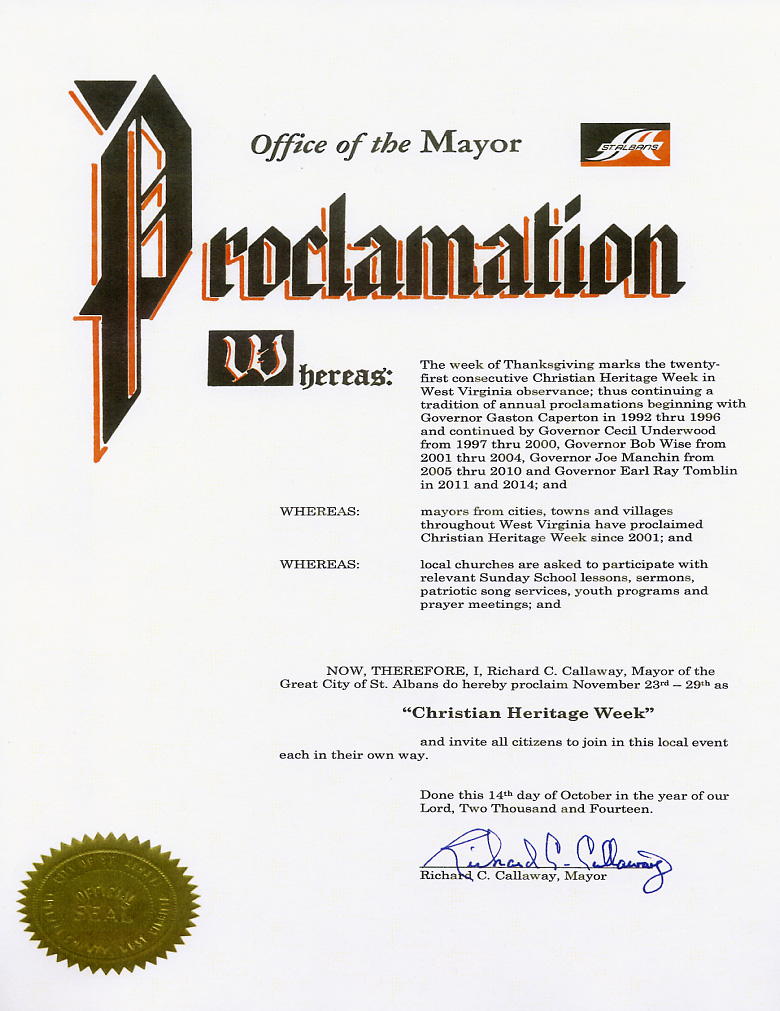 Office of the Mayor
ST. ALBANS
Proclamation
Whereas:
The week of Thanksgiving marks the twenty-
first consecutive Christian Heritage Week in
West Virginia observance; thus continuing a
tradition of annual proclamations beginning with
Governor Gaston Caperton in 1992 thru 1996
and continued by Governor Cecil Underwood
from 1997 thru 2000, Governor Bob Wise from
2001 thru 2004, Governor Joe Manchin from
2005 thru 2010 and Governor Earl Ray Tomblin
in 2011 and 2014; and
WHEREAS: mayors from cities, towns and villages
throughout West Virginia have proclaimed
Christian Heritage Week since 2001; and
WHEREAS: local churches are asked to participate with
relevant Sunday School lessons, sermons,
patriotic song services, youth programs and
prayer meetings; and
NOW, THEREFORE, I, Richard C. Callaway, Mayor of the
Great City of St. Albans do hereby proclaim November 23rd – 29th as
“Christian Heritage Week”
and invite all citizens to join in this local event
each in their own way.
Done this 14th day of October in the year of our
Lord, Two Thousand and Fourteen.
Richard C. Callaway
Richard C. Callaway, Mayor
CITY OF ST. ALBANS
OFFICIAL
SEAL
COUNTY, WEST VIRGINIA